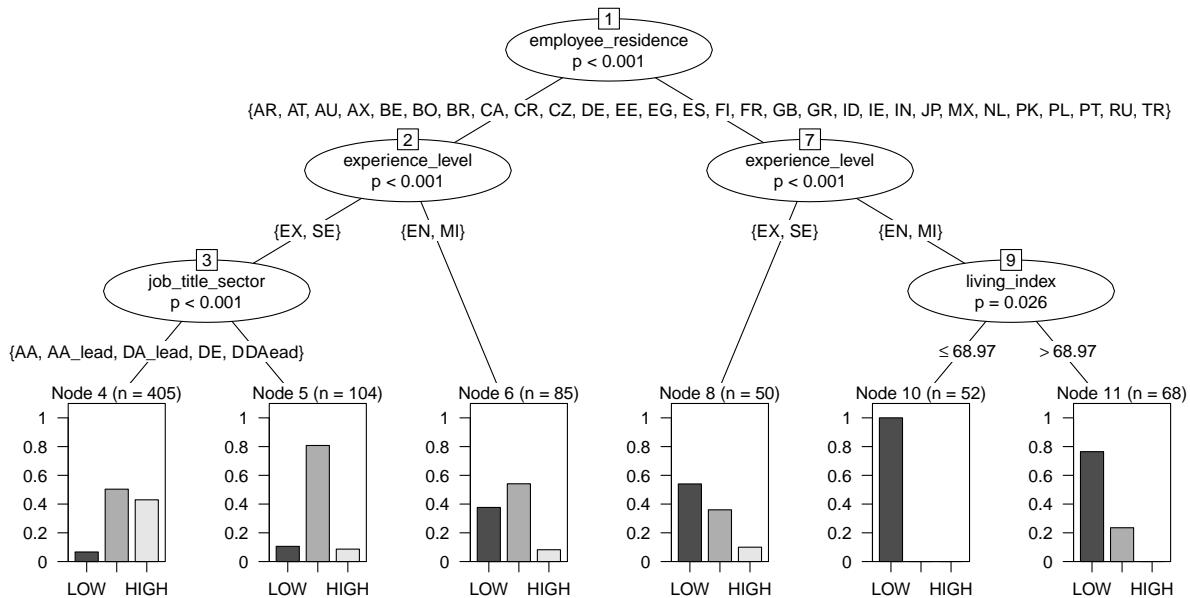 1
employee_residence
p < 0.001
{AR, AT, AU, AX, BE, BO, BR, CA, CR, CZ, DE, EE, EG, ES, FI, FR, GB, GR, ID, IE, IN, JP, MX, NL, PK, PL, PT, RU, TR}
2
experience_level
p < 0.001
7
experience_level
p < 0.001
{EX, SE}
{EN, MI}
{EX, SE}
{EN, MI}
3
job_title_sector
p < 0.001
9
living_index
p = 0.026
{AA, AA_lead, DA_lead, DE,
≤ 68.97
> 68.97
Node 4 (n = 405)
0
0.2
0.4
0.6
0.8
1
LOW
HIGH
Node 5 (n = 104)
0
0.2
0.4
0.6
0.8
1
LOW
HIGH
Node 6 (n = 85)
0
0.2
0.4
0.6
0.8
1
LOW
HIGH
Node 8 (n = 50)
0
0.2
0.4
0.6
0.8
1
LOW
HIGH
Node 10 (n = 52)
0
0.2
0.4
0.6
0.8
1
LOW
HIGH
Node 11 (n = 68)
0
0.2
0.4
0.6
0.8
1
LOW
HIGH